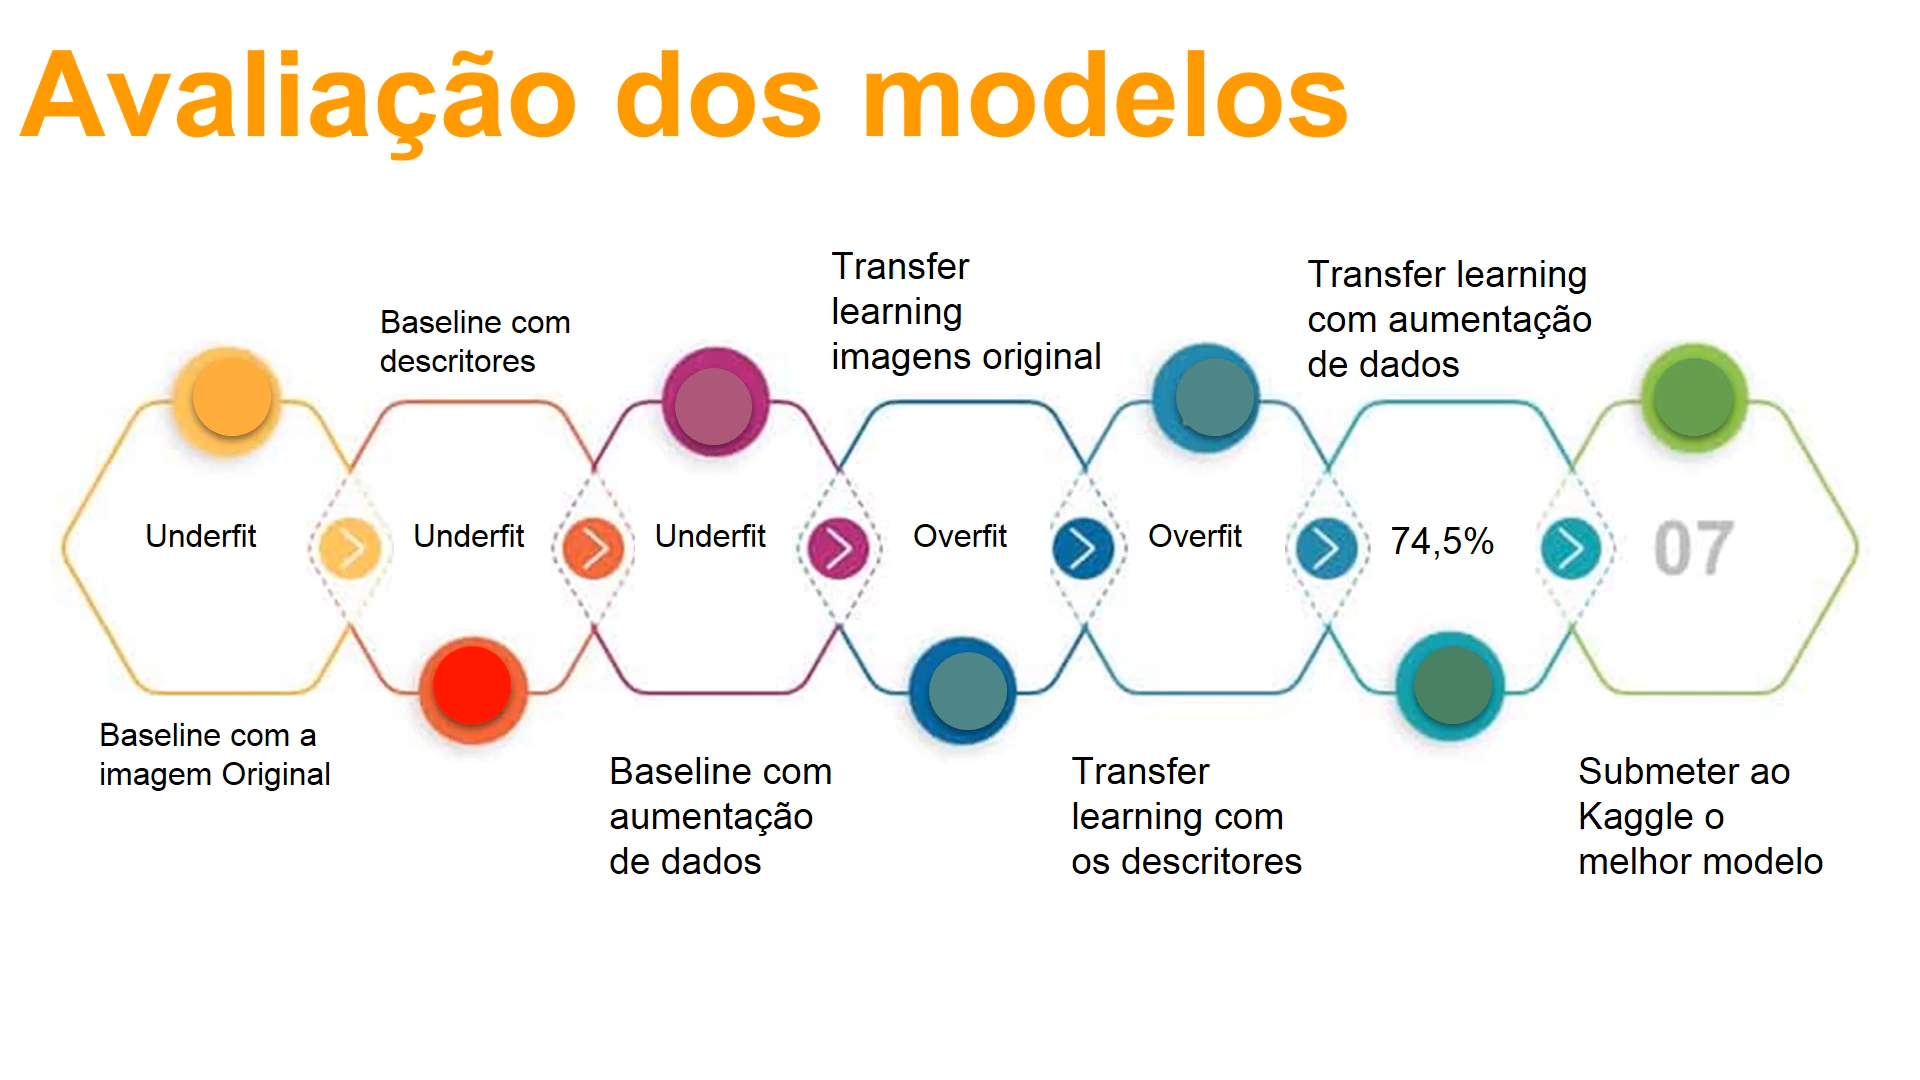 Avaliação dos modelos
Baseline com
descritores
Transfer
learning
imagens original
Transfer learning
com aumentação
de dados
Underfit
Underfit
Underfit
Overfit
Overfit
74,5%
07
Baseline com a
imagem Original
Baseline com
aumentação
de dados
Transfer
learning com
os descritores
Submeter ao
Kaggle o
melhor modelo